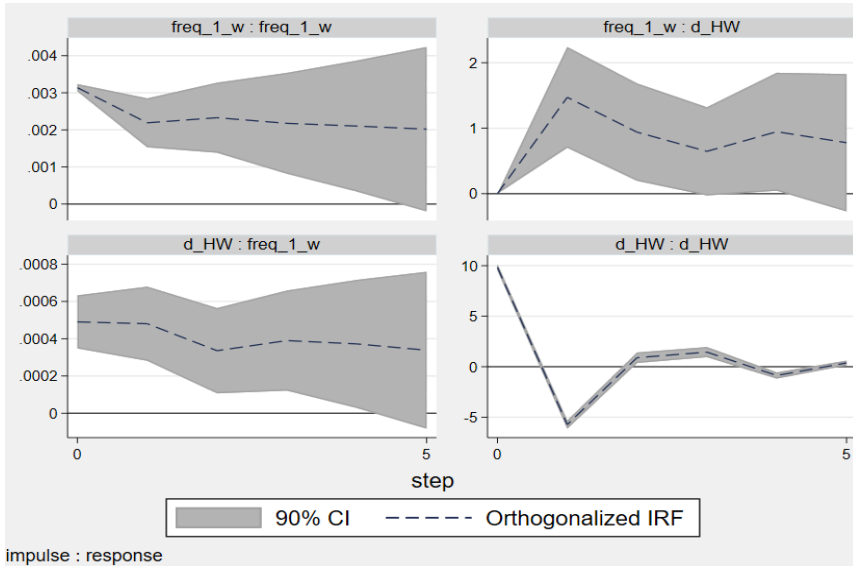 freq_1_w : freq_1_w
freq_1_w : d_HW
.004
.003
.002
.001
0
2
1
0
d_HW : freq_1_w
d_HW : d_HW
.0008
.0006
.0004
.0002
0
10
5
0
-5
0
5
0
5
step
90% CI
Orthogonalized IRF
impulse : response